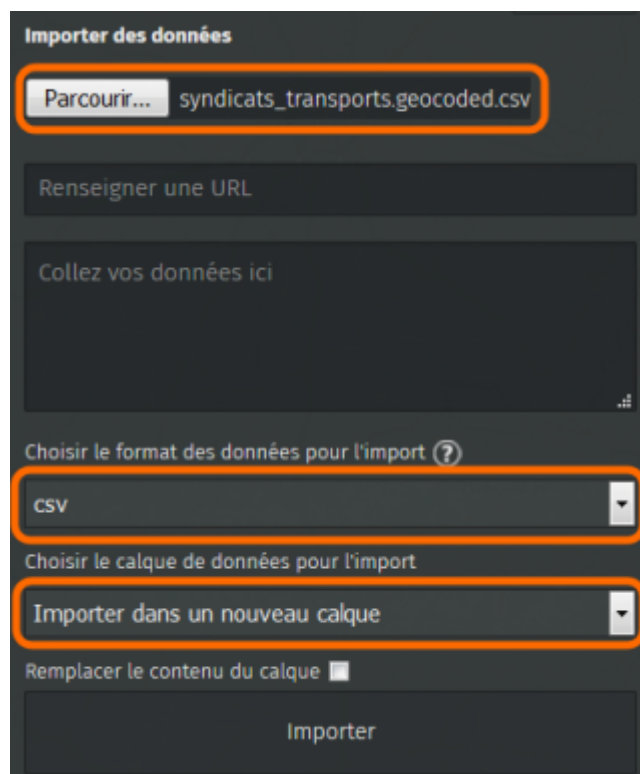 Importer des données
Parcourir... syndicats_transports.geocoded.csv
Renseigner une URL
Collez vos données ici
Choisir le format des données pour l'import ?
csv
Choisir le calque de données pour l'import
Importer dans un nouveau calque
Remplacer le contenu du calque
Importer